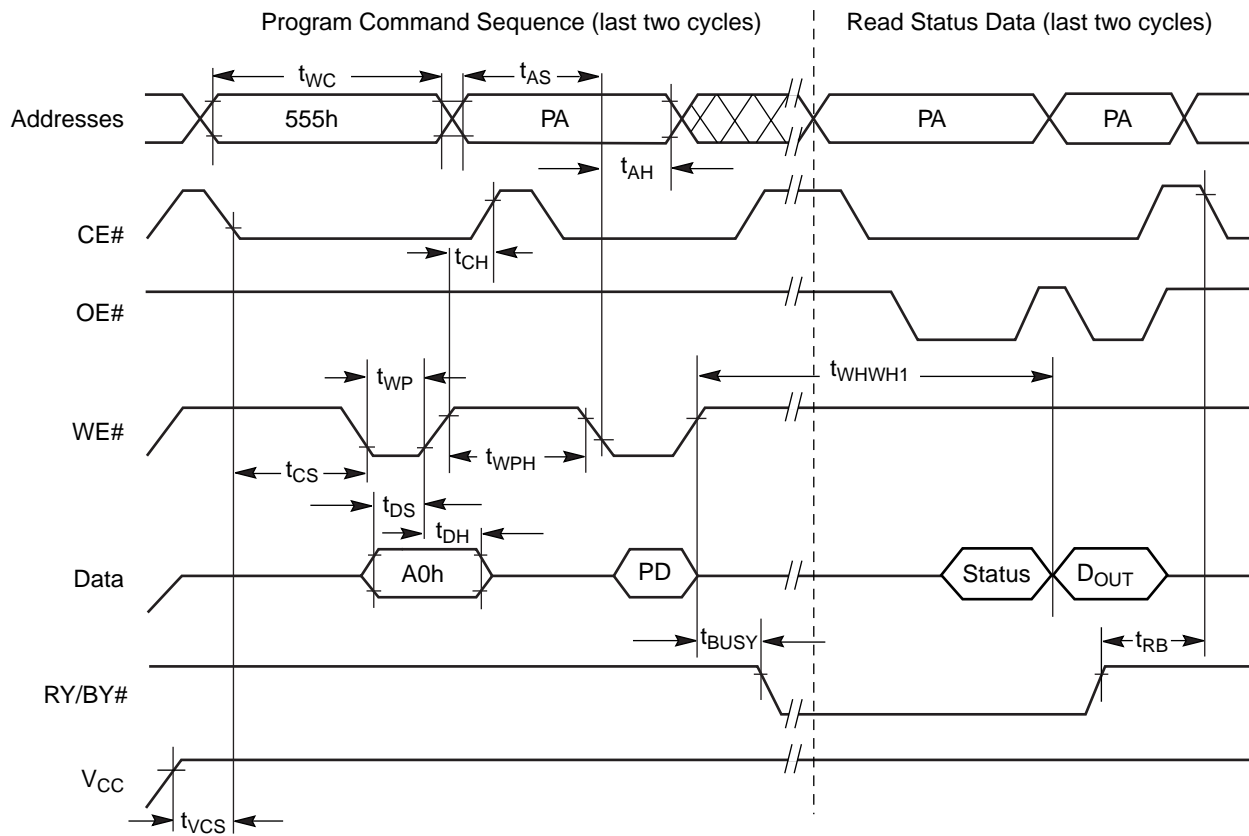 Program Command Sequence (last two cycles)
Read Status Data (last two cycles)
tWC
tAS
Addresses
555h
PA
PA
PA
tAH
CE#
tCH
OE#
tWP
tWHWH1
WE#
tCS
tWPH
tDS
tDH
Data
A0h
PD
Status
DOUT
tBUSY
tRB
RY/BY#
VCC
tVCS